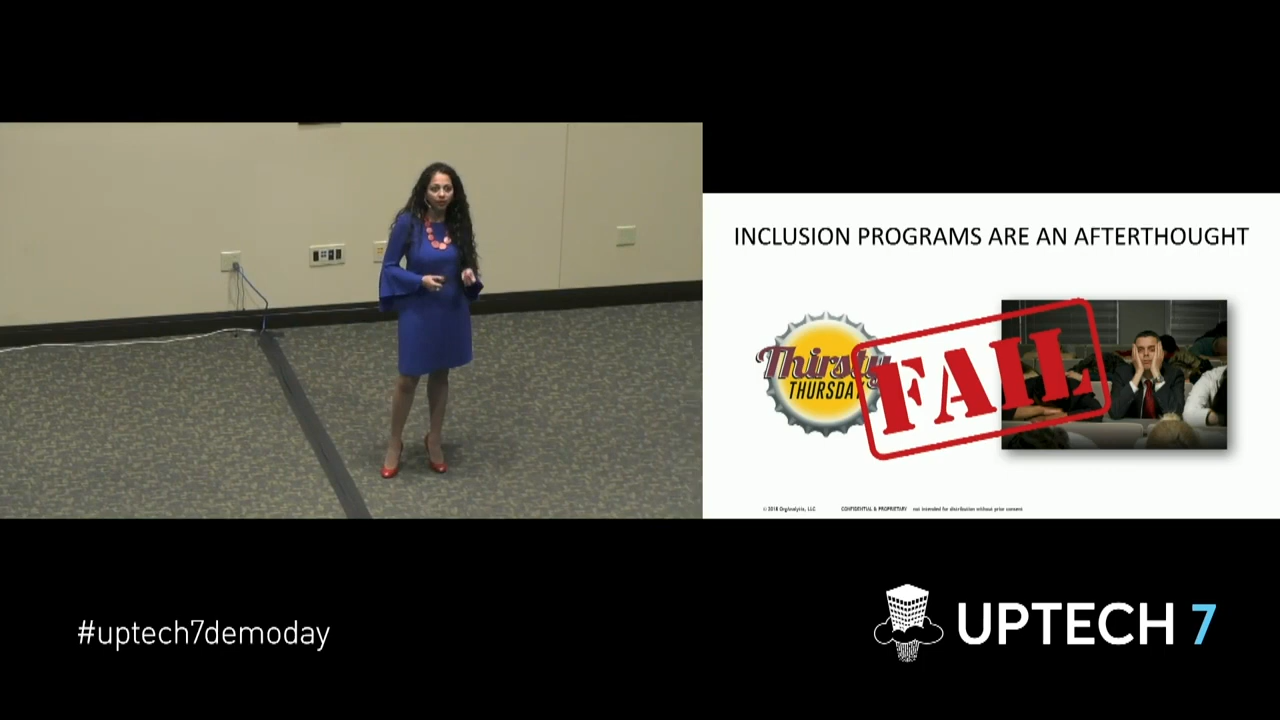 INCLUSION PROGRAMS ARE AN AFTERTHOUGHT
Thirsty
THURSDAY
FAIL
© 2018 OrgAnalytix, LLC CONFIDENTIAL & PROPRIETARY not intended for distribution without prior consent
#uptech7demoday
UPTECH 7